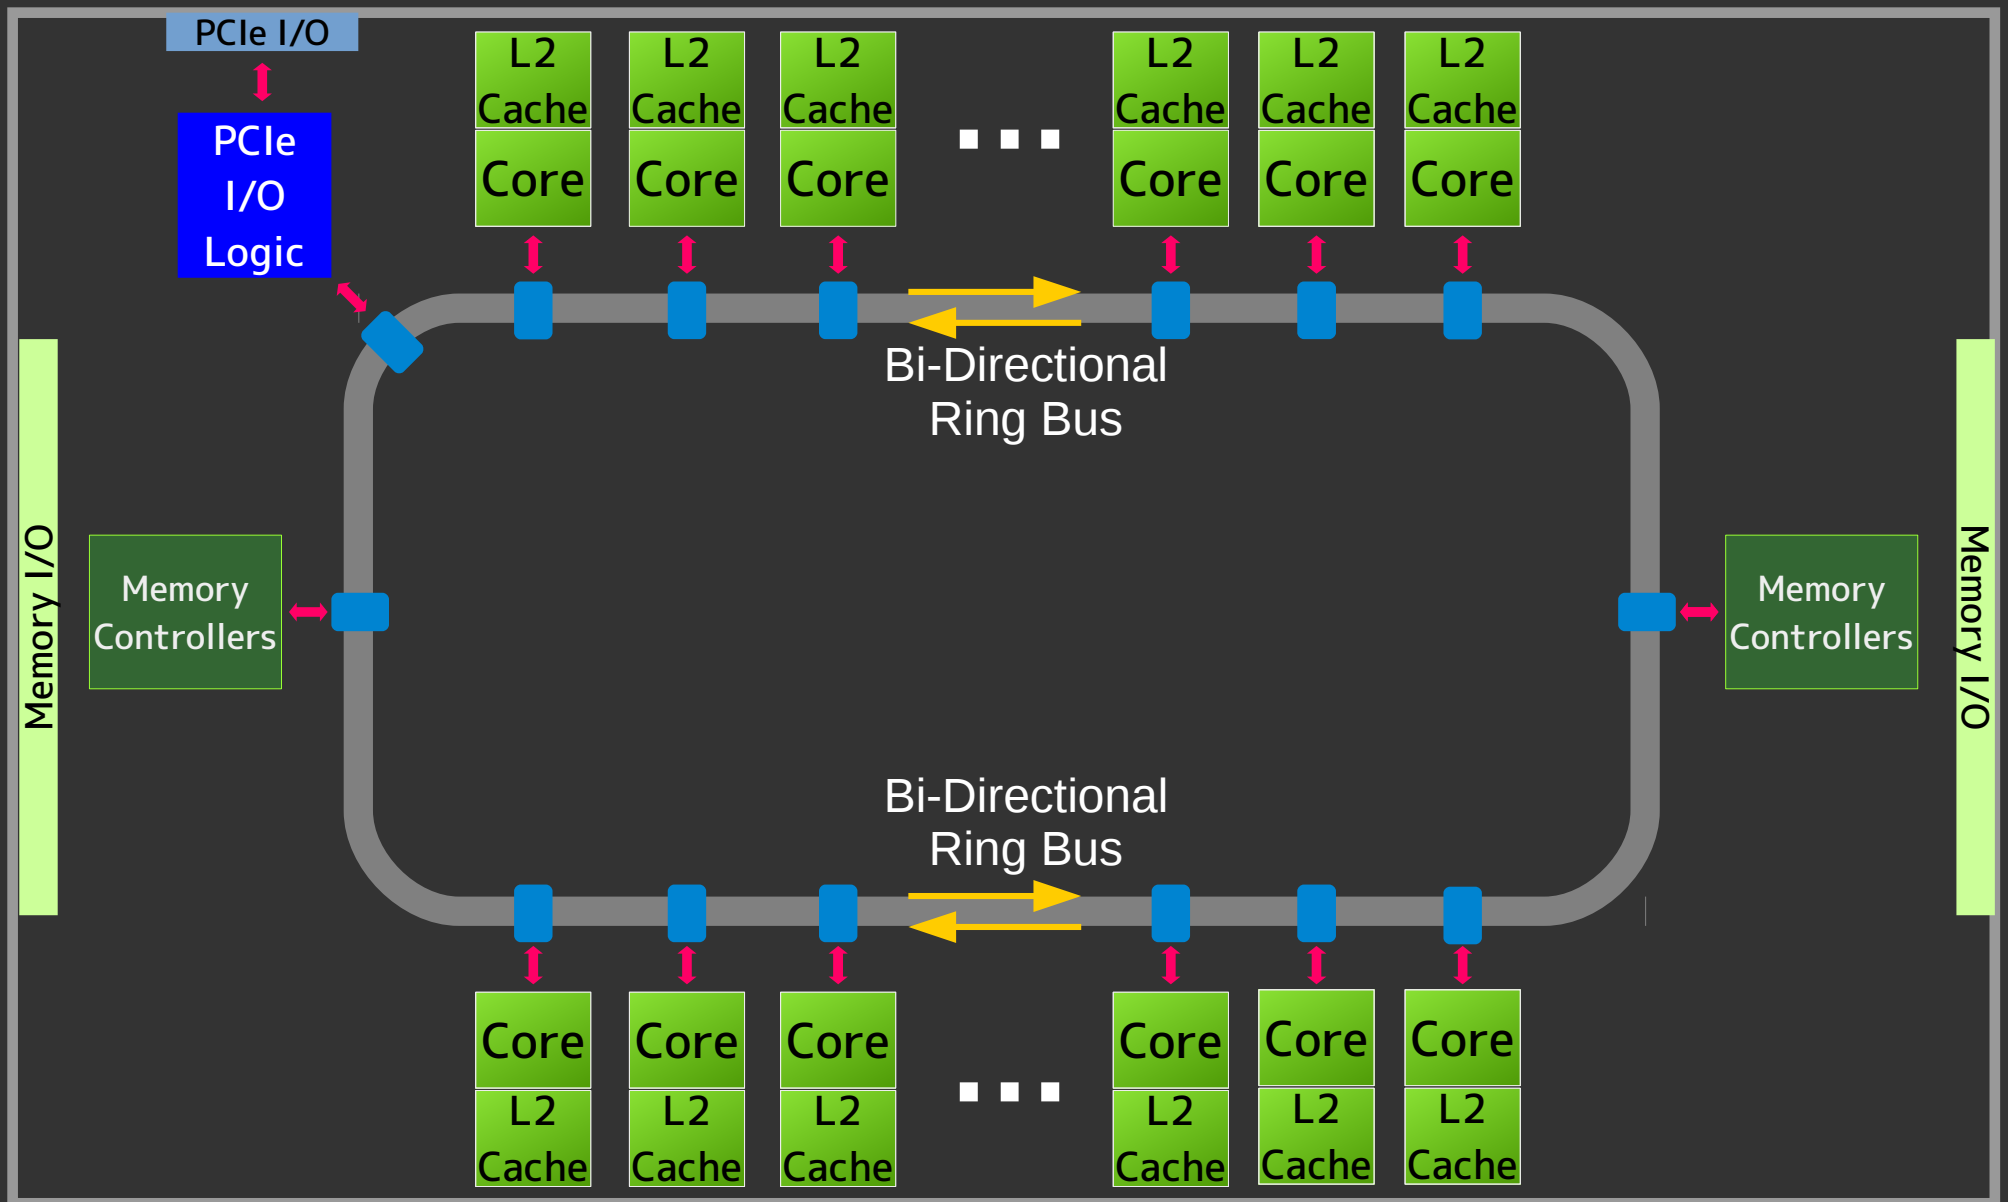 PCIe I/O
PCIe
I/O
Logic
L2
Cache
Core
L2
Cache
Core
L2
Cache
Core
...
L2
Cache
Core
L2
Cache
Core
L2
Cache
Core
Bi-Directional
Ring Bus
Memory I/O
Memory
Controllers
Memory
Controllers
Memory I/O
Bi-Directional
Ring Bus
Core
L2
Cache
Core
L2
Cache
Core
L2
Cache
...
Core
L2
Cache
Core
L2
Cache
Core
L2
Cache